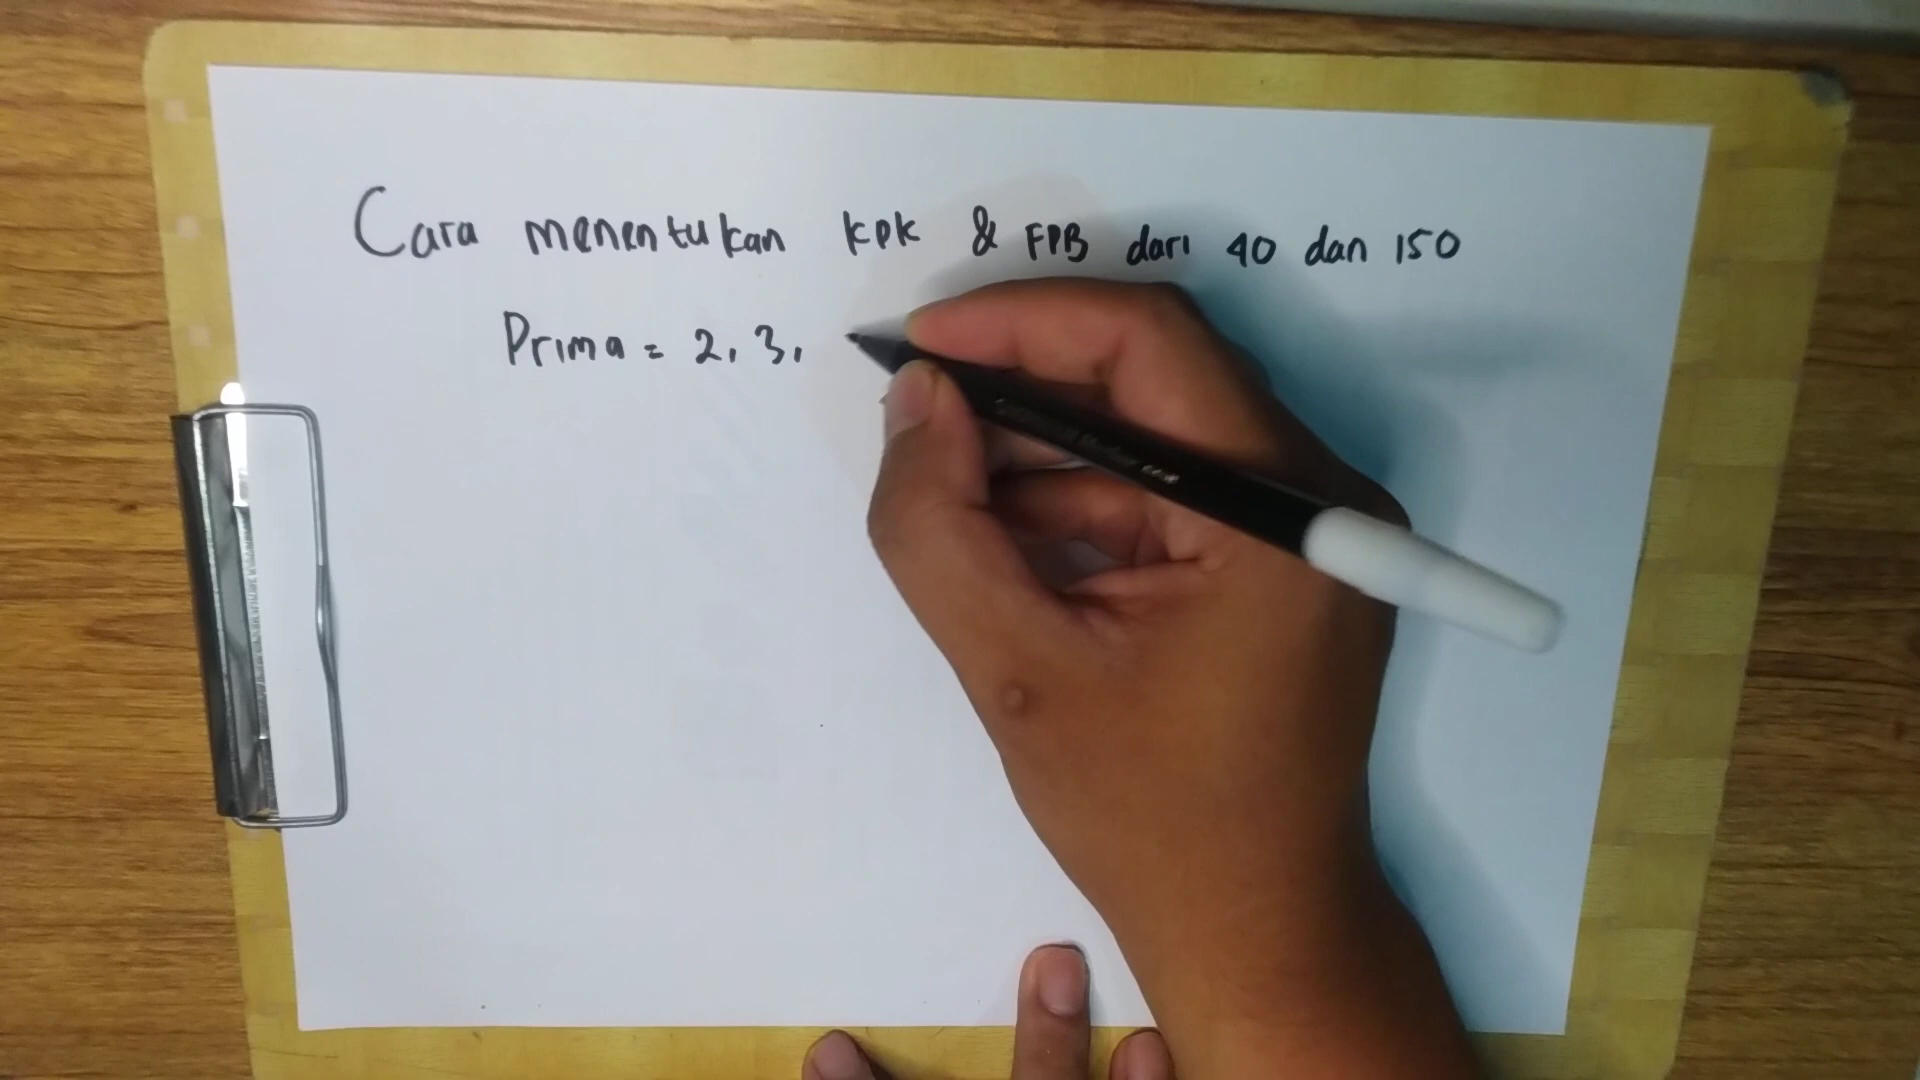 Cara menentukan kpk & FPB dari 40 dan 150
Prima = 2, 3,